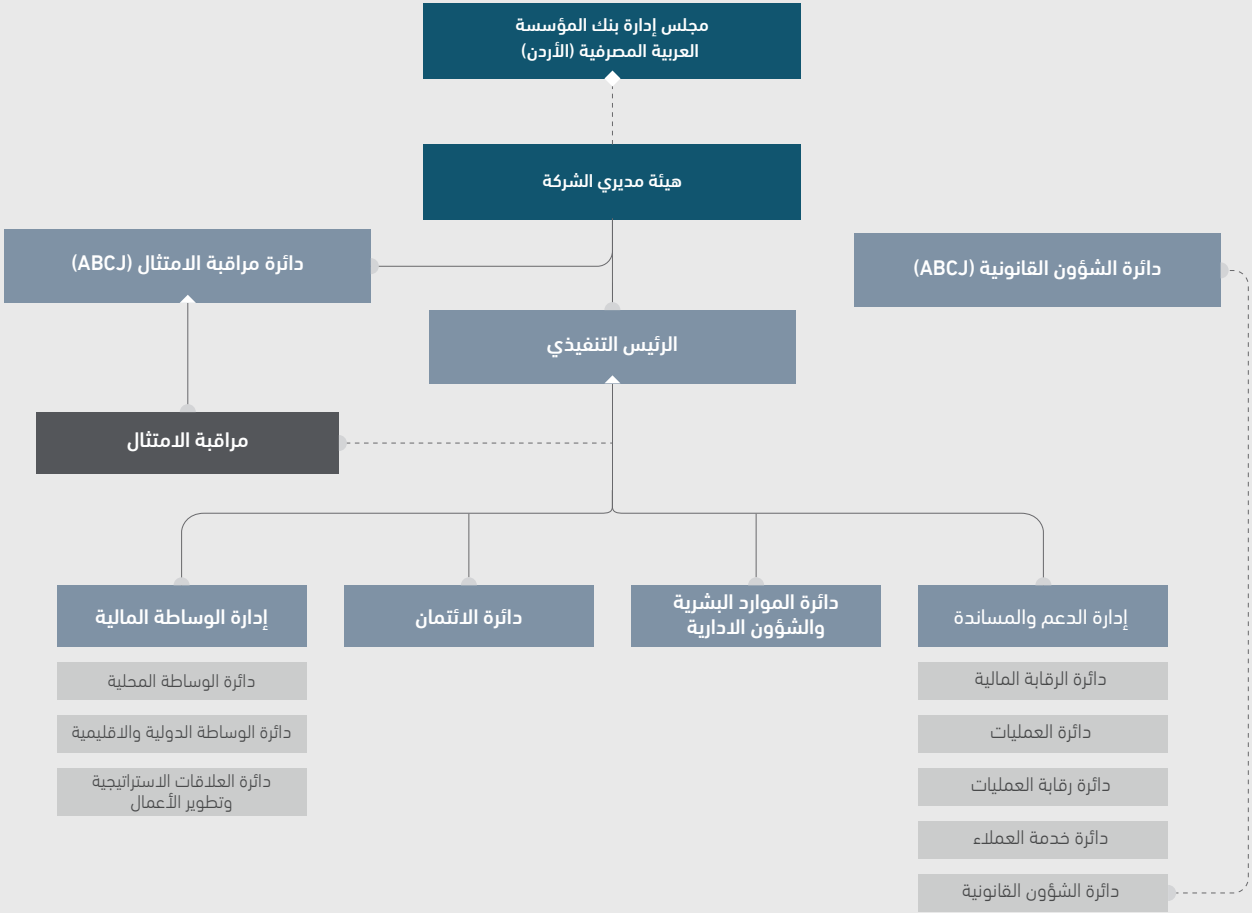 مجلس إدارة بنك المؤسسة
العربية المصرفية (الأردن)
هيئة مديري الشركة
دائرة الشؤون القانونية (ABCJ)
دائرة مراقبة الامتثال (ABCJ)
الرئيس التنفيذي
مراقبة الامتثال
إدارة الدعم والمساندة
دائرة الرقابة المالية
دائرة العمليات
دائرة رقابة العمليات
دائرة خدمة العملاء
دائرة الشؤون القانونية
دائرة الموارد البشرية
والشؤون الادارية
دائرة الائتمان
إدارة الوساطة المالية
دائرة الوساطة المحلية
دائرة الوساطة الدولية والاقليمية
دائرة العلاقات الاستراتيجية
وتطوير الأعمال